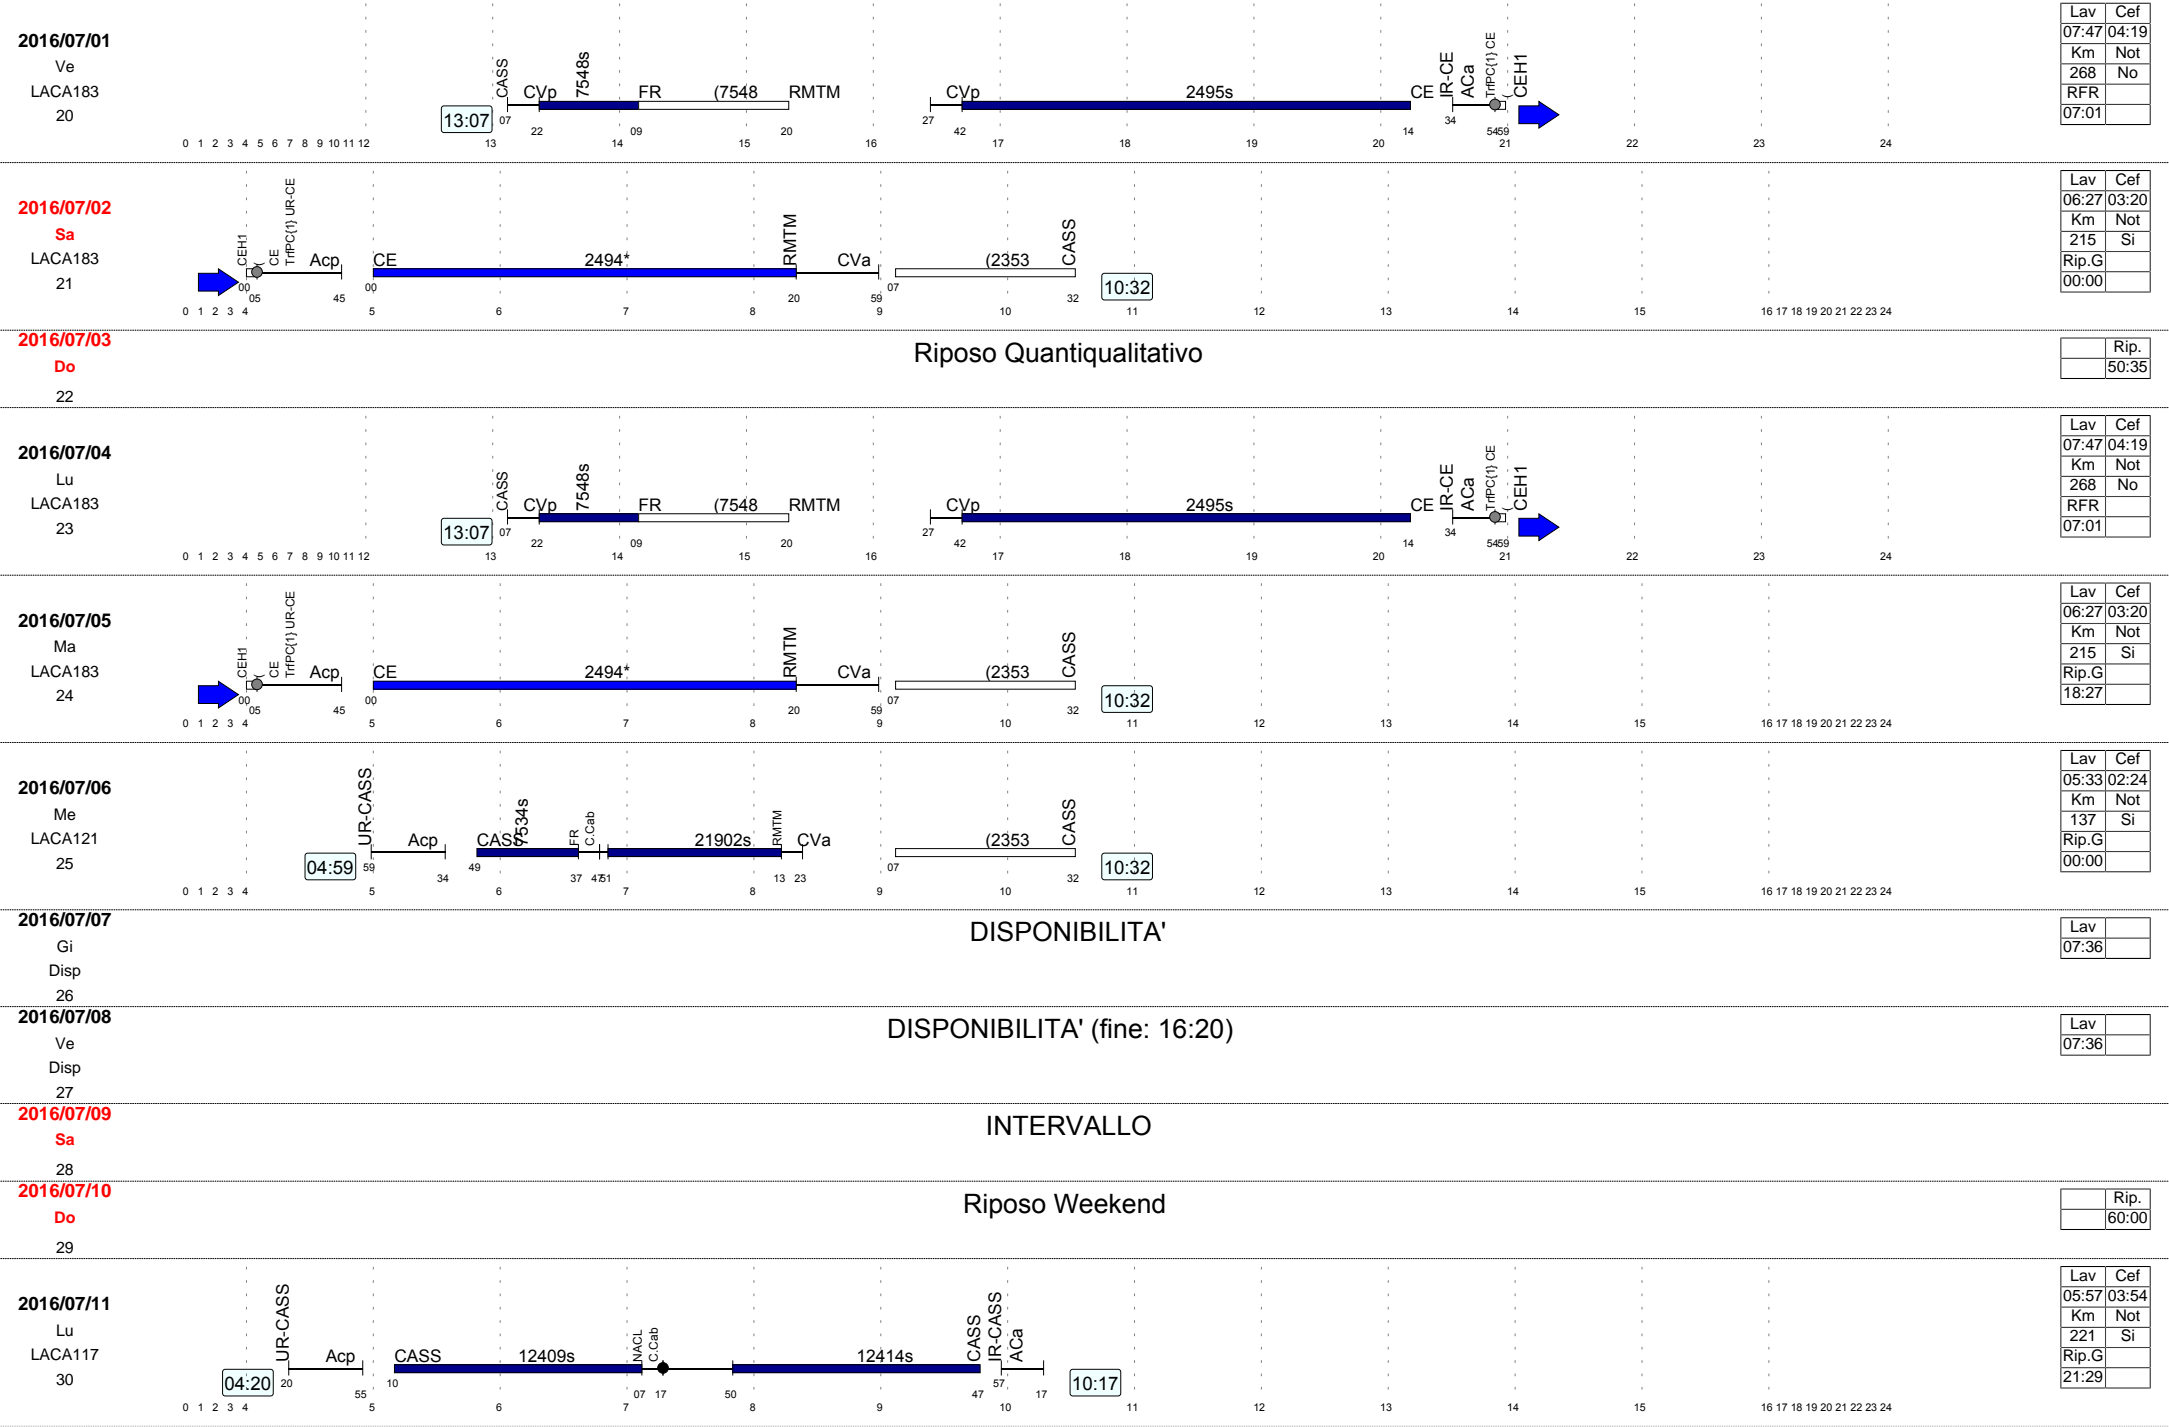 2016/07/01
Ve
LACA183
20
13:07
CASS
CVp
7548s
FR
(7548
RMTM
CVp
2495s
CE
IR-CE
ACa
TrfPC{1} CE
(
CEH1
07 22 09 20 27 42 14 34 54 59
0 1 2 3 4 5 6 7 8 9 10 11 12 13 14 15 16 17 18 19 20 21 22 23 24
Lav Cef
07:47 04:19
Km Not
268 No
RFR
07:01
2016/07/02
Sa
LACA183
21
CEH1
(
CE
TrfPC{1} UR-CE
Acp
CE
2494*
RMTM
CVa
(2353
CASS
10:32
00 05 45 00 20 59 07 32
0 1 2 3 4 5 6 7 8 9 10 11 12 13 14 15 16 17 18 19 20 21 22 23 24
Lav Cef
06:27 03:20
Km Not
215 Si
Rip.G
00:00
2016/07/03
Do
22
Riposo Quantiqualitativo
Rip.
50:35
2016/07/04
Lu
LACA183
23
13:07
CASS
CVp
7548s
FR
(7548
RMTM
CVp
2495s
CE
IR-CE
ACa
TrfPC{1} CE
(
CEH1
07 22 09 20 27 42 14 34 54 59
0 1 2 3 4 5 6 7 8 9 10 11 12 13 14 15 16 17 18 19 20 21 22 23 24
Lav Cef
07:47 04:19
Km Not
268 No
RFR
07:01
2016/07/05
Ma
LACA183
24
CEH1
(
CE
TrfPC{1} UR-CE
Acp
CE
2494*
RMTM
CVa
(2353
CASS
10:32
00 05 45 00 20 59 07 32
0 1 2 3 4 5 6 7 8 9 10 11 12 13 14 15 16 17 18 19 20 21 22 23 24
Lav Cef
06:27 03:20
Km Not
215 Si
Rip.G
18:27
2016/07/06
Me
LACA121
25
04:59
UR-CASS
Acp
CASS
7534s
FR
C.Cab
21902s
RMTM
CVa
(2353
CASS
10:32
59 34 49 37 47 51 13 23 07 32
0 1 2 3 4 5 6 7 8 9 10 11 12 13 14 15 16 17 18 19 20 21 22 23 24
Lav Cef
05:33 02:24
Km Not
137 Si
Rip.G
00:00
2016/07/07
Gi
Disp
26
DISPONIBILITA'
Lav
07:36
2016/07/08
Ve
Disp
27
DISPONIBILITA' (fine: 16:20)
Lav
07:36
2016/07/09
Sa
28
INTERVALLO
2016/07/10
Do
29
Riposo Weekend
Rip.
60:00
2016/07/11
Lu
LACA117
30
04:20
UR-CASS
Acp
CASS
12409s
NACL
C.Cab
12414s
CASS
IR-CASS
ACa
10:17
20 55 10 07 17 50 47 57 17
0 1 2 3 4 5 6 7 8 9 10 11 12 13 14 15 16 17 18 19 20 21 22 23 24
Lav Cef
05:57 03:54
Km Not
221 Si
Rip.G
21:29